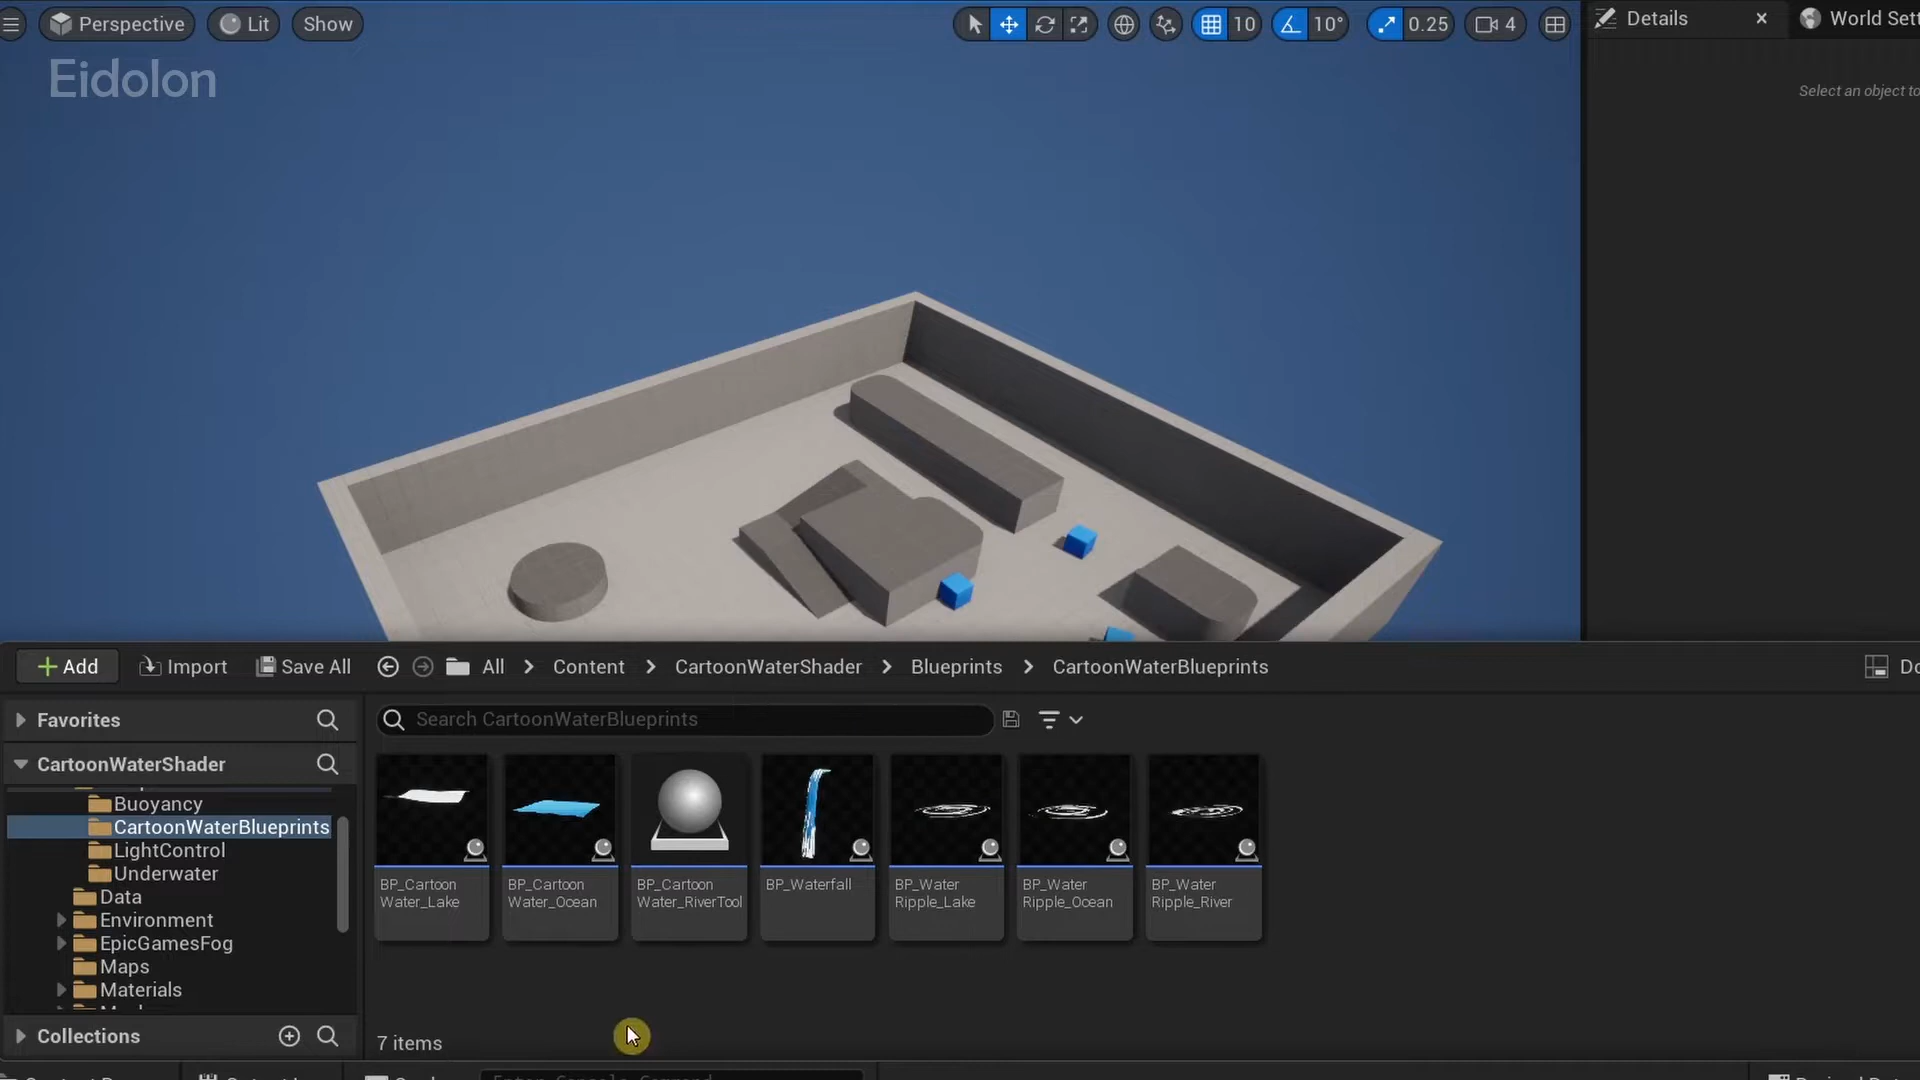 Perspective
Lit
Show
10
10°
0.25
4
Details
World Set
Eidolon
Select an object to
Add
Import
Save All
All
Content
CartoonWaterShader
Blueprints
CartoonWaterBlueprints
Favorites
Search CartoonWaterBlueprints
CartoonWaterShader
Buoyancy
CartoonWaterBlueprints
LightControl
Underwater
Data
Environment
EpicGamesFog
Maps
Materials
BP_Cartoon
Water_Lake
BP_Cartoon
Water_Ocean
BP_Cartoon
Water_RiverTool
BP_Waterfall
BP_Water
Ripple_Lake
BP_Water
Ripple_Ocean
BP_Water
Ripple_River
Collections
7 items